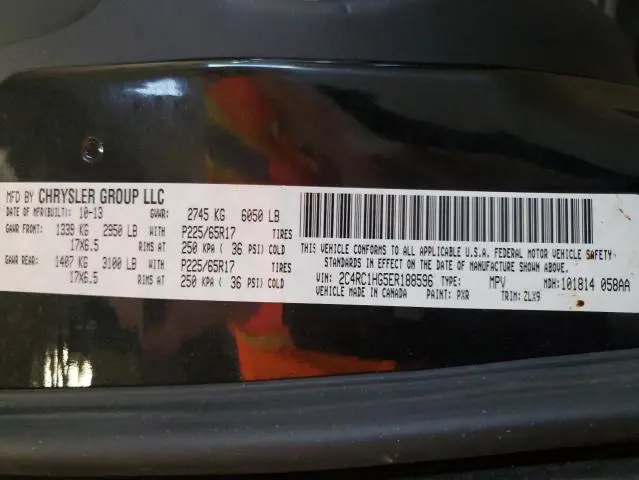 MFD BY CHRYSLER GROUP LLC
DATE OF MFR(BUILT): 10-13 GVWR: 2745 KG 6050 LB
GAWR FRONT: 1339 KG 2950 LB WITH P225/65R17 TIRES
17X6.5 RIMS AT 250 KPA ( 36 PSI) COLD
GAWR REAR: 1407 KG 3100 LB WITH P225/65R17 TIRES
17X6.5 RIMS AT 250 KPA ( 36 PSI) COLD
THIS VEHICLE CONFORMS TO ALL APPLICABLE U.S.A. FEDERAL MOTOR VEHICLE SAFETY
STANDARDS IN EFFECT ON THE DATE OF MANUFACTURE SHOWN ABOVE.
VIN: 2C4RC1HG5ER188596 TYPE: MPV MDH: 101814 058AA
VEHICLE MADE IN CANADA PAINT: PXR TRIM: ZLX9